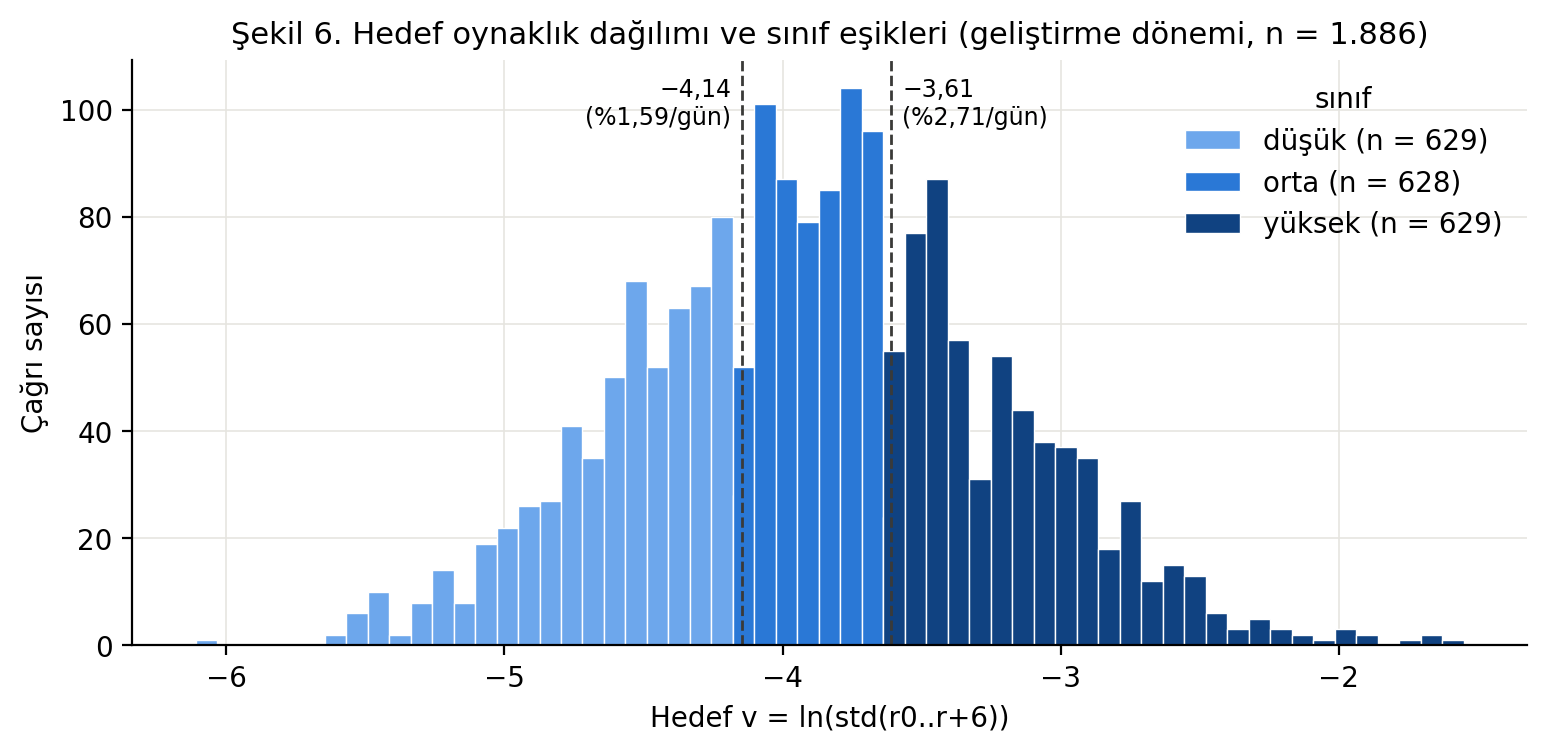 Şekil 6. Hedef oynaklık dağılımı ve sınıf eşikleri (geliştirme dönemi, n = 1.886)
−4,14
(%1,59/gün)
−3,61
(%2,71/gün)
sınıf
düşük (n = 629)
orta (n = 628)
yüksek (n = 629)
Çağrı sayısı
100
80
60
40
20
0
−6
−5
−4
−3
−2
Hedef v = ln(std(r0..r+6))